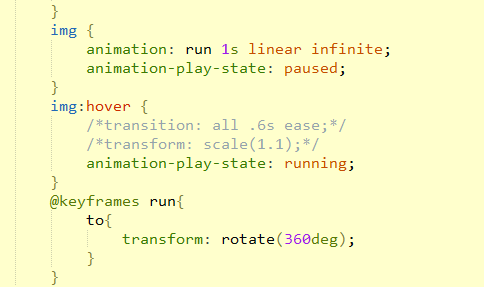 }
img {
animation: run 1s linear infinite;
animation-play-state: paused;
}
img:hover {
/*transition: all .6s ease;*/
/*transform: scale(1.1);*/
animation-play-state: running;
}
@keyframes run{
to{
transform: rotate(360deg);
}
}